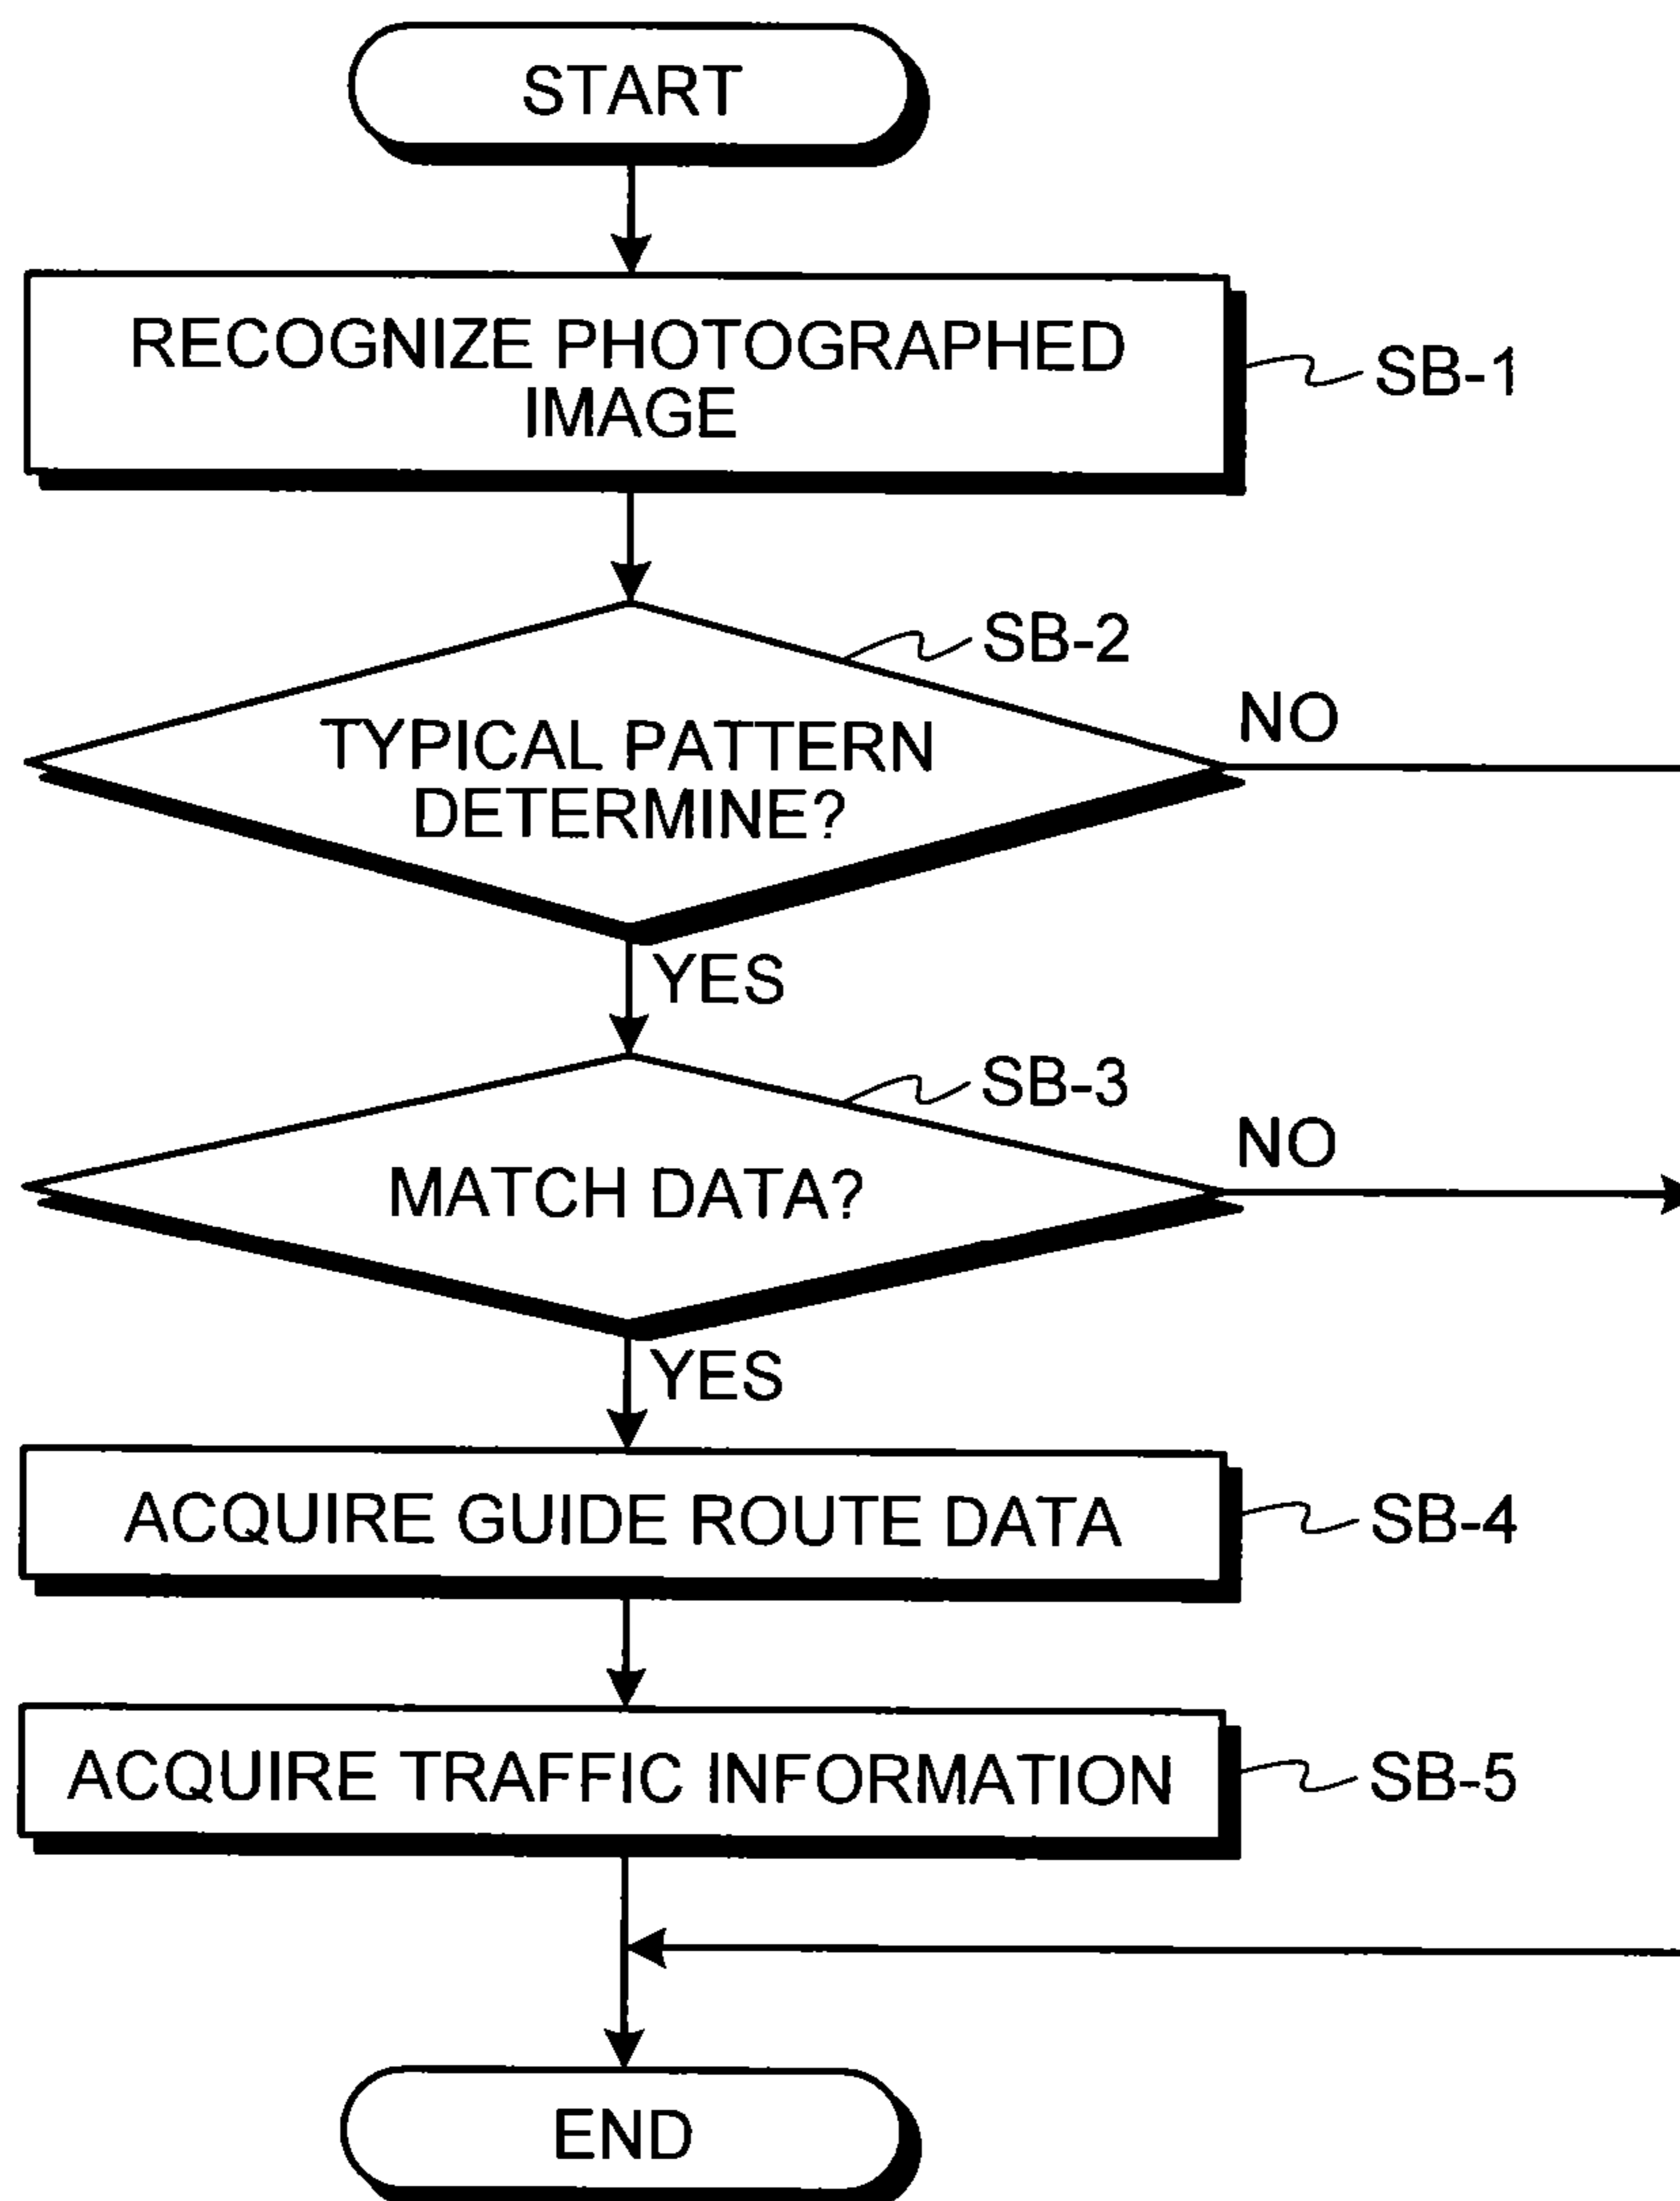 START
RECOGNIZE PHOTOGRAPHED
IMAGE
SB-1
SB-2
NO
TYPICAL PATTERN
DETERMINE?
YES
SB-3
NO
MATCH DATA?
YES
ACQUIRE GUIDE ROUTE DATA
SB-4
ACQUIRE TRAFFIC INFORMATION
SB-5
END